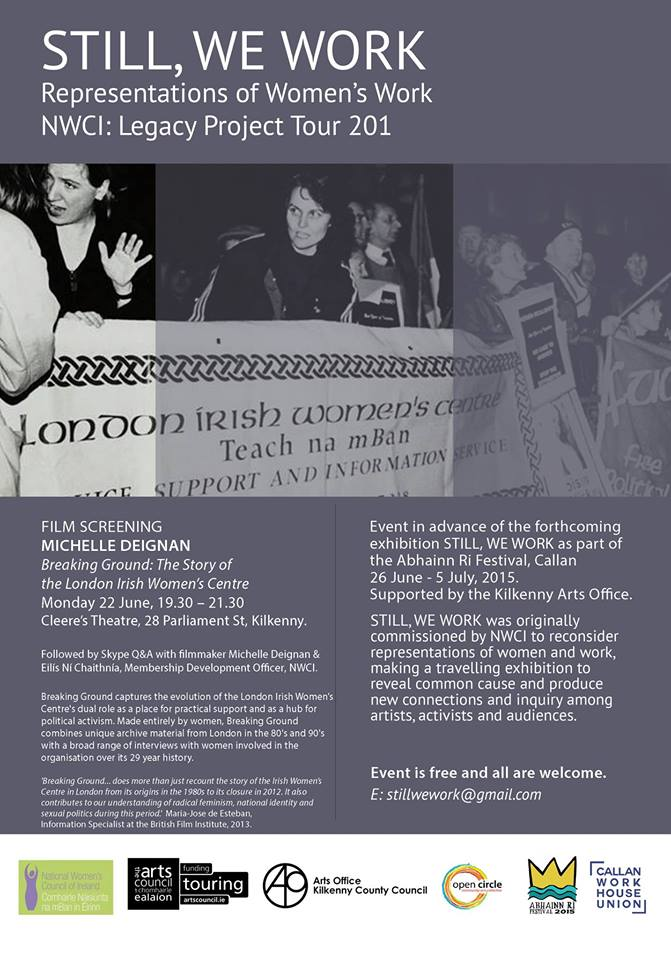 STILL, WE WORK
Representations of Women's Work
NWCI: Legacy Project Tour 201
LONDON IRISH WOMEN'S CENTRE
Teach na mBan
VICE SUPPORT AND INFORMATION SERVICE
Free
FILM SCREENING
MICHELLE DEIGNAN
Breaking Ground: The Story of
the London Irish Women's Centre
Monday 22 June, 19.30 – 21.30
Cleere's Theatre, 28 Parliament St, Kilkenny.
Followed by Skype Q&A with filmmaker Michelle Deignan &
Eilís Ní Chaithnía, Membership Development Officer, NWCI.
Breaking Ground captures the evolution of the London Irish Women's
Centre's dual role as a place for practical support and as a hub for
political activism. Made entirely by women, Breaking Ground
combines unique archive material from London in the 80's and 90's
with a broad range of interviews with women involved in the
organisation over its 29 year history.
'Breaking Ground... does more than just recount the story of the Irish Women's
Centre in London from its origins in the 1980s to its closure in 2012. It also
contributes to our understanding of radical feminism, national identity and
sexual politics during this period.' Maria-Jose de Esteban,
Information Specialist at the British Film Institute, 2013.
Event in advance of the forthcoming
exhibition STILL, WE WORK as part of
the Abhainn Ri Festival, Callan
26 June - 5 July, 2015.
Supported by the Kilkenny Arts Office.
STILL, WE WORK was originally
commissioned by NWCI to reconsider
representations of women and work,
making a travelling exhibition to
reveal common cause and produce
new connections and inquiry among
artists, activists and audiences.
Event is free and all are welcome.
E: stillwework@gmail.com
National Women's
Council of Ireland
Comhairle Náisiúnta
na mBan in Éirinn
the arts
council
chomhairle
ealaíon
funding
touring
artscouncil.ie
Arts Office
Kilkenny County Council
open circle
ABHAINN RI
FESTIVAL 2015
CALLAN
WORK
HOUSE
UNION